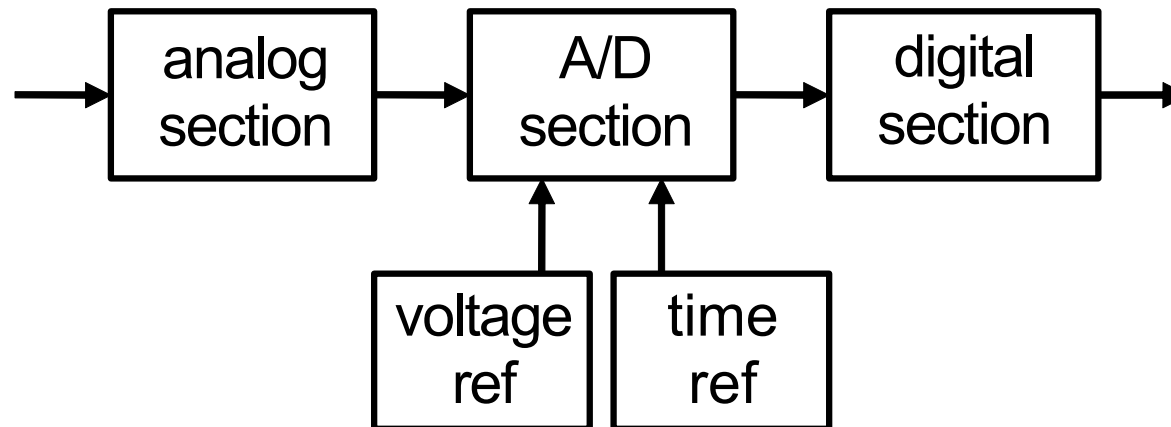 analog
section
A/D
section
digital
section
voltage
ref
time
ref